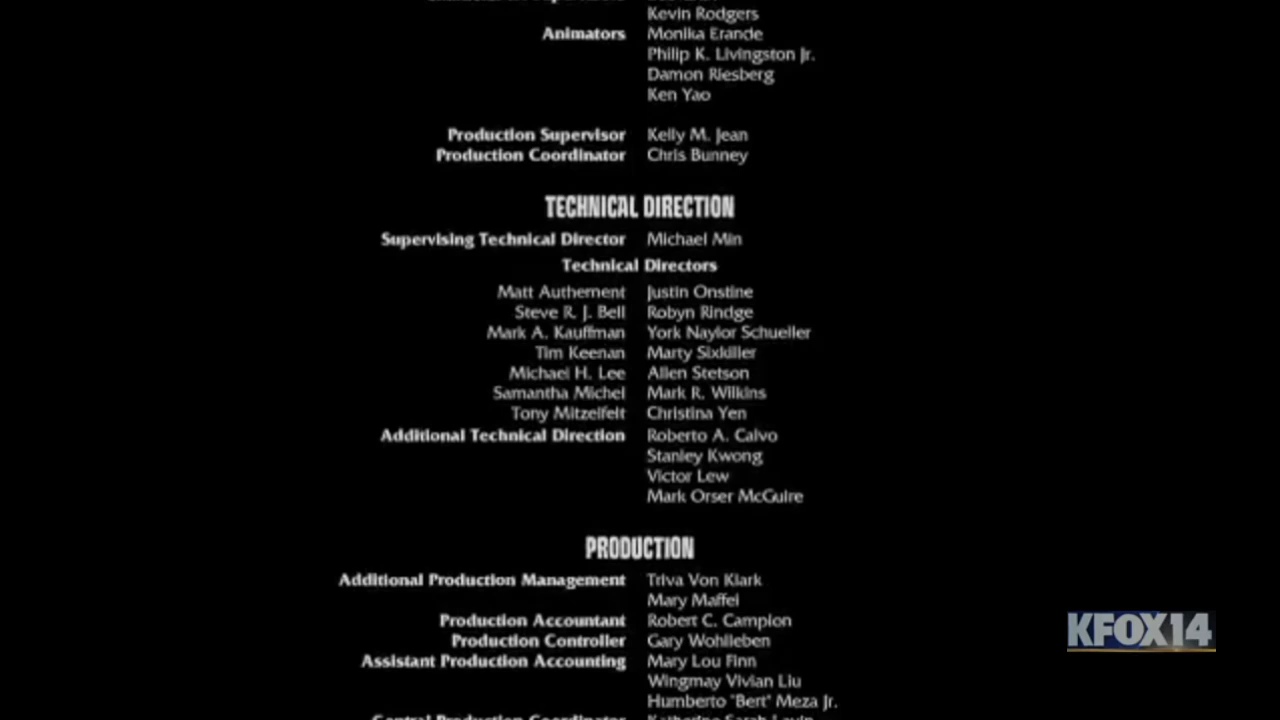 Kevin Rodgers
Animators Monika Erande
Philip K. Livingston Jr.
Damon Riesberg
Ken Yao
Production Supervisor Kelly M. Jean
Production Coordinator Chris Bunney
TECHNICAL DIRECTION
Supervising Technical Director Michael Min
Technical Directors
Matt Authement Justin Onstine
Steve R. J. Bell Robyn Rindge
Mark A. Kauffman York Naylor Schueller
Tim Keenan Marty Sixkiller
Michael H. Lee Allen Stetson
Samantha Michel Mark R. Wilkins
Tony Mitzelfelt Christina Yen
Additional Technical Direction Roberto A. Calvo
Stanley Kwong
Victor Lew
Mark Orser McGuire
PRODUCTION
Additional Production Management Triva Von Klark
Mary Maffei
Production Accountant Robert C. Campion
Production Controller Gary Wohlleben
Assistant Production Accounting Mary Lou Finn
Wingmay Vivian Liu
Humberto "Bert" Meza Jr.
KFOX14